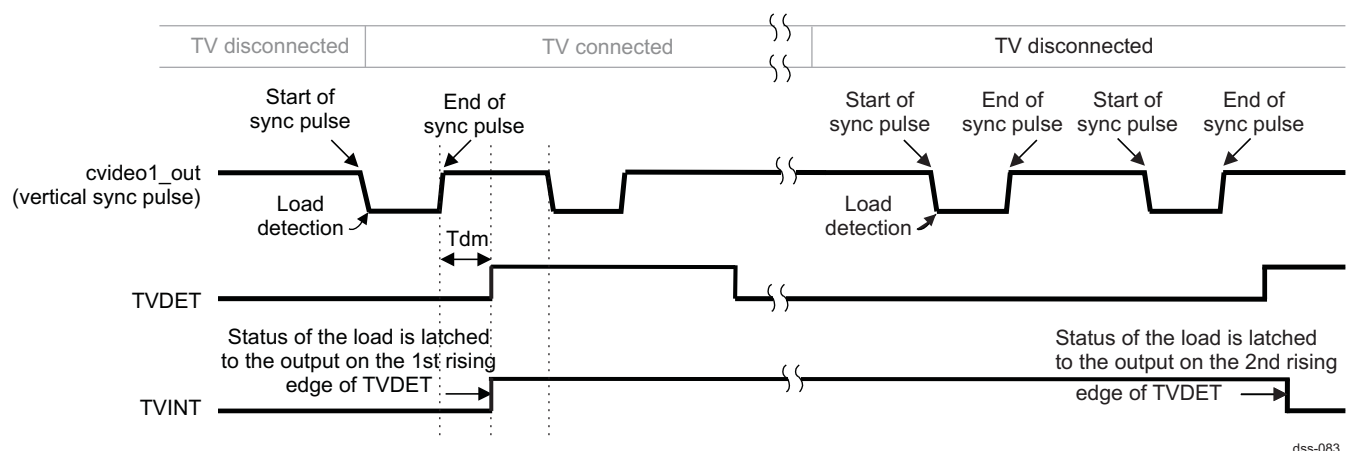 TV disconnected
TV connected
TV disconnected
Start of
sync pulse
End of
sync pulse
Start of
sync pulse
End of
sync pulse
Start of
sync pulse
End of
sync pulse
cvideo1_out
(vertical sync pulse)
Load
detection
Load
detection
Tdm
TVDET
Status of the load is latched
to the output on the 1st rising
edge of TVDET
Status of the load is latched
to the output on the 2nd rising
edge of TVDET
TVINT
dss-083